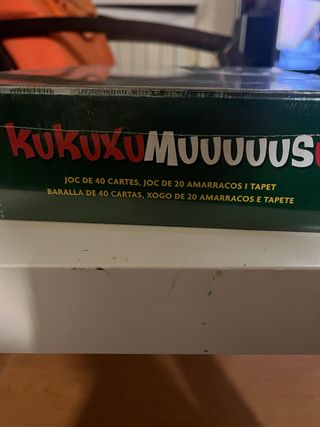 KUKUXUMUUUUUS
JOC DE 40 CARTES, JOC DE 20 AMARRACOS I TAPET
BARALLA DE 40 CARTAS, XOGO DE 20 AMARRACOS E TAPETE